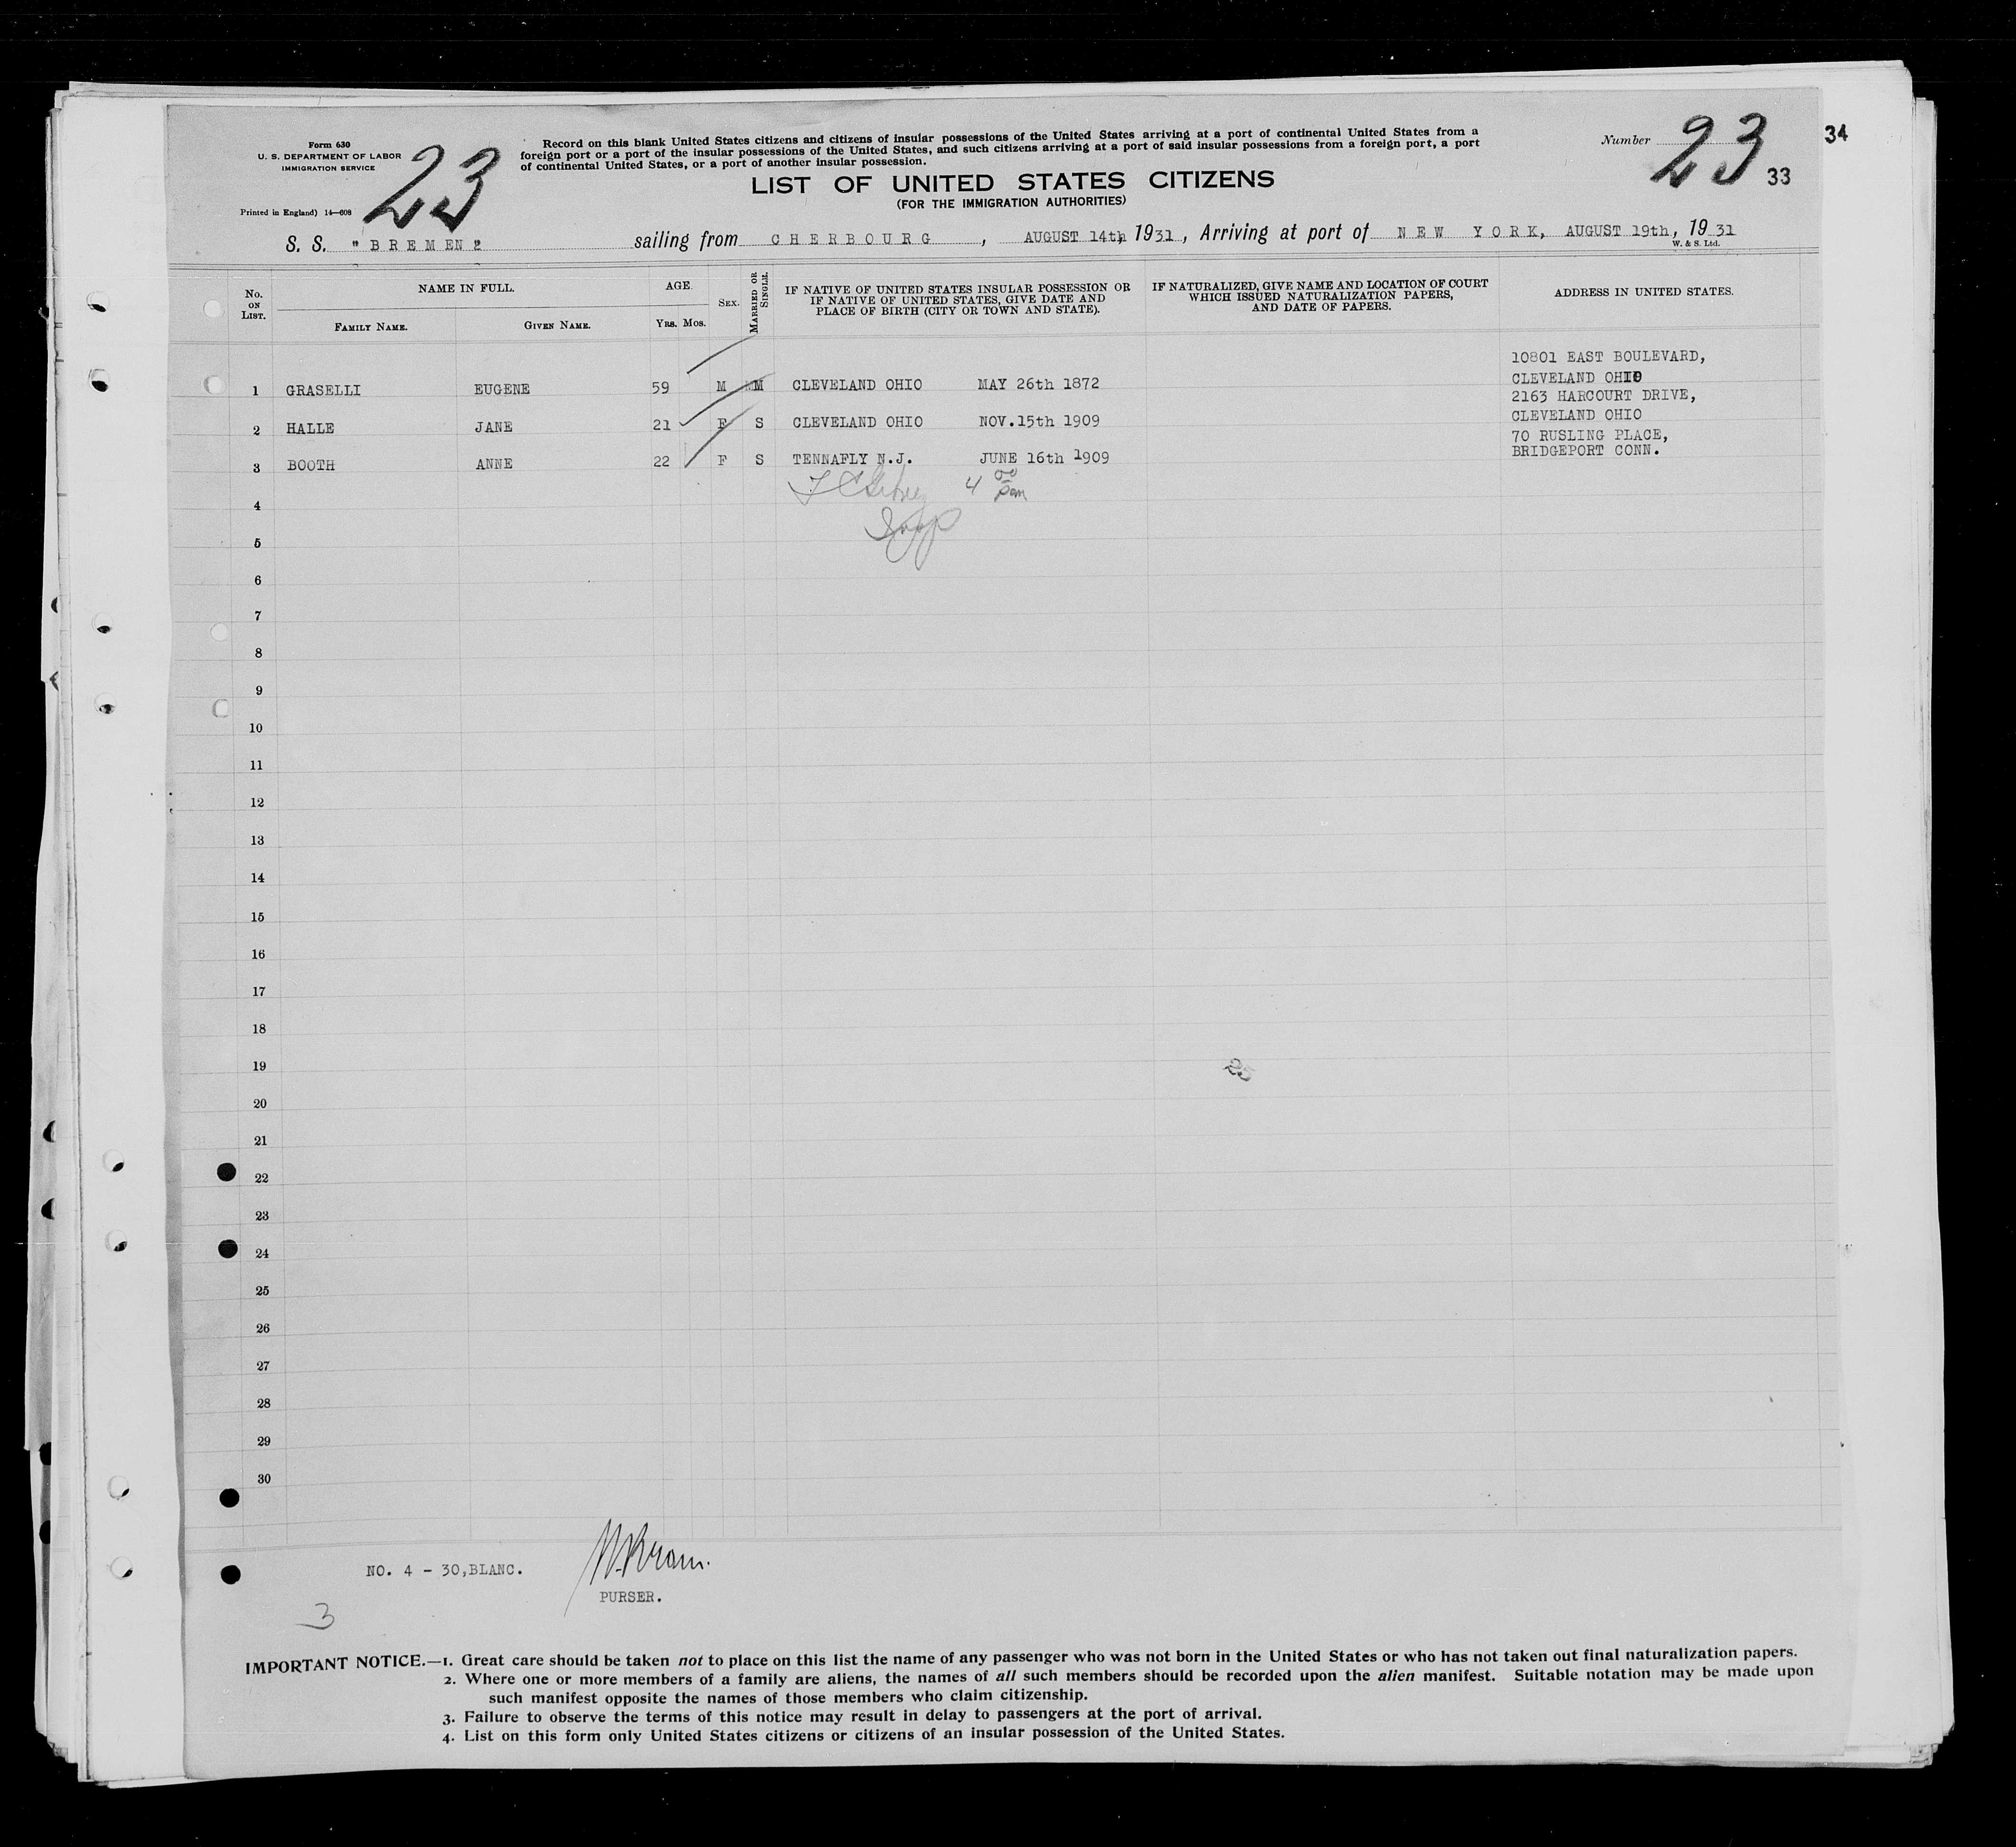 34
Form 630
U. S. DEPARTMENT OF LABOR
IMMIGRATION SERVICE
23
Printed in England) 14—608
Record on this blank United States citizens and citizens of insular possessions of the United States arriving at a port of continental United States from a
foreign port or a port of the insular possessions of the United States, and such citizens arriving at a port of said insular possessions from a foreign port, a port
of continental United States, or a port of another insular possession.
Number 23
33
LIST OF UNITED STATES CITIZENS
(FOR THE IMMIGRATION AUTHORITIES)
S. S. "BREMEN" sailing from CHERBOURG, AUGUST 14th, 1931, Arriving at port of NEW YORK, AUGUST 19th, 1931
W. & S. Ltd.
No. ON LIST. NAME IN FULL. FAMILY NAME. GIVEN NAME. AGE. YRS. MOS. SEX. MARRIED OR SINGLE. IF NATIVE OF UNITED STATES INSULAR POSSESSION OR IF NATIVE OF UNITED STATES, GIVE DATE AND PLACE OF BIRTH (CITY OR TOWN AND STATE). IF NATURALIZED, GIVE NAME AND LOCATION OF COURT WHICH ISSUED NATURALIZATION PAPERS, AND DATE OF PAPERS. ADDRESS IN UNITED STATES.
10801 EAST BOULEVARD,
1 GRASELLI EUGENE 59 M M CLEVELAND OHIO MAY 26th 1872 CLEVELAND OHIO
2163 HARCOURT DRIVE,
2 HALLE JANE 21 F S CLEVELAND OHIO NOV.15th 1909 CLEVELAND OHIO
70 RUSLING PLACE,
3 BOOTH ANNE 22 F S TENNAFLY N.J. JUNE 16th 1909 BRIDGEPORT CONN.
4 00 pm
4
Insp
5
6
7
8
9
10
11
12
13
14
15
16
17
18
19
20
21
22
23
24
25
26
27
28
29
30
NO. 4 - 30,BLANC.
PURSER.
3
IMPORTANT NOTICE.—1. Great care should be taken not to place on this list the name of any passenger who was not born in the United States or who has not taken out final naturalization papers.
2. Where one or more members of a family are aliens, the names of all such members should be recorded upon the alien manifest. Suitable notation may be made upon
such manifest opposite the names of those members who claim citizenship.
3. Failure to observe the terms of this notice may result in delay to passengers at the port of arrival.
4. List on this form only United States citizens or citizens of an insular possession of the United States.